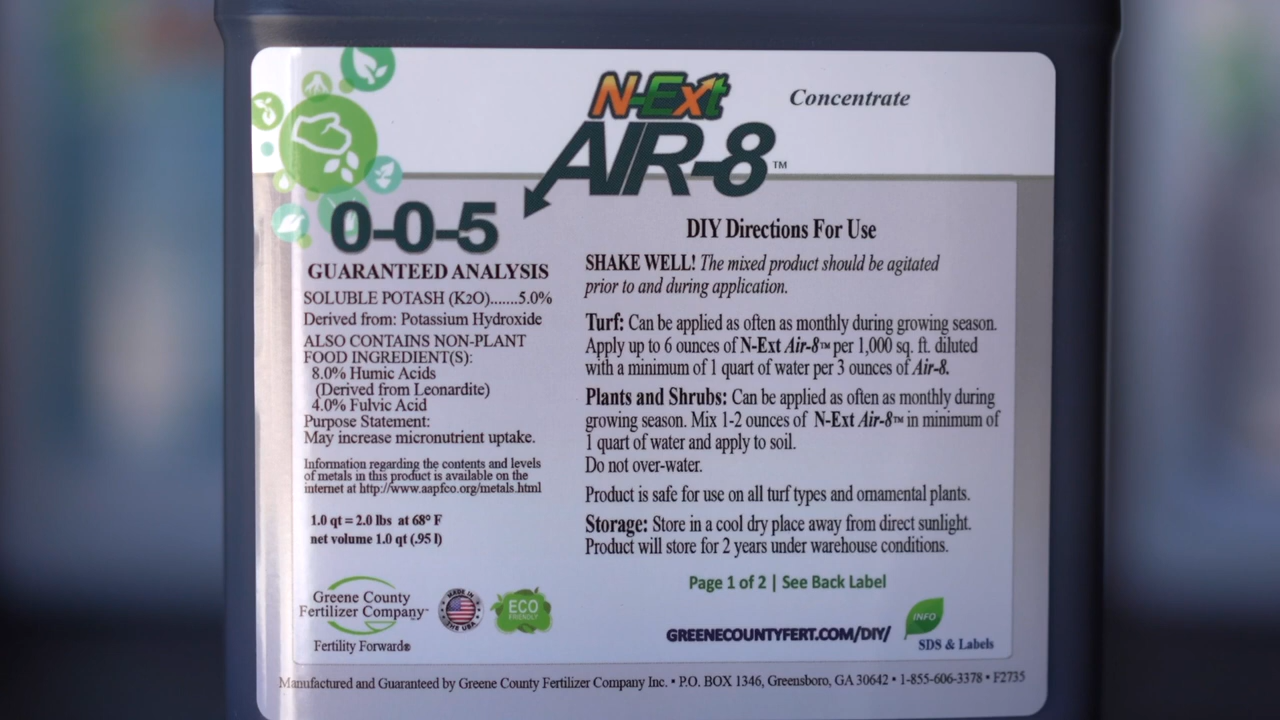 N-Ext
Concentrate
AIR-8™
0-0-5
GUARANTEED ANALYSIS
SOLUBLE POTASH (K2O).......5.0%
Derived from: Potassium Hydroxide
ALSO CONTAINS NON-PLANT
FOOD INGREDIENT(S):
8.0% Humic Acids
(Derived from Leonardite)
4.0% Fulvic Acid
Purpose Statement:
May increase micronutrient uptake.
Information regarding the contents and levels
of metals in this product is available on the
internet at http://www.aapfco.org/metals.html
1.0 qt = 2.0 lbs at 68° F
net volume 1.0 qt (.95 l)
Greene County
Fertilizer Company™
Fertility Forward®
MADE IN
THE USA
ECO
FRIENDLY
DIY Directions For Use
SHAKE WELL! The mixed product should be agitated
prior to and during application.
Turf: Can be applied as often as monthly during growing season.
Apply up to 6 ounces of N-Ext Air-8™ per 1,000 sq. ft. diluted
with a minimum of 1 quart of water per 3 ounces of Air-8.
Plants and Shrubs: Can be applied as often as monthly during
growing season. Mix 1-2 ounces of N-Ext Air-8™ in minimum of
1 quart of water and apply to soil.
Do not over-water.
Product is safe for use on all turf types and ornamental plants.
Storage: Store in a cool dry place away from direct sunlight.
Product will store for 2 years under warehouse conditions.
Page 1 of 2 | See Back Label
GREENECOUNTYFERT.COM/DIY/
INFO
SDS & Labels
Manufactured and Guaranteed by Greene County Fertilizer Company Inc. • P.O. BOX 1346, Greensboro, GA 30642 • 1-855-606-3378 • F2735